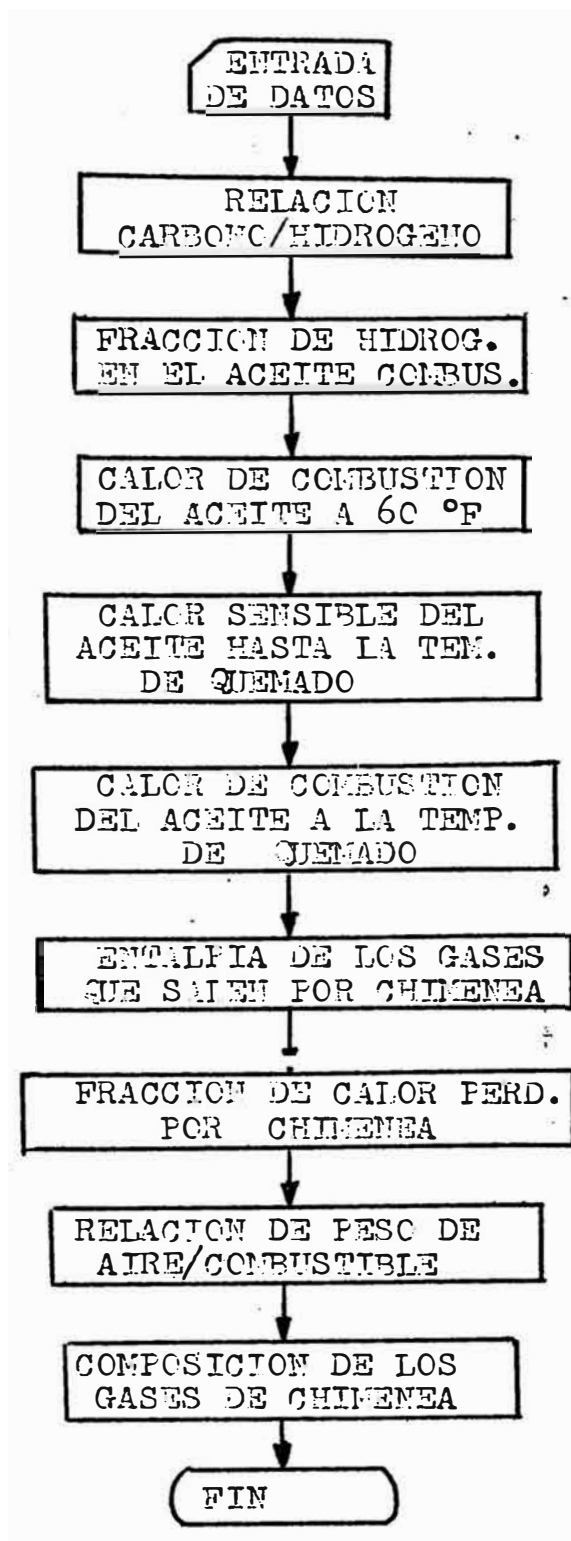 ENTRADA
DE DATOS
RELACION
CARBONO/HIDROGENO
FRACCION DE HIDROG.
EN EL ACEITE COMBUS.
CALOR DE COMBUSTION
DEL ACEITE A 60 °F
CALOR SENSIBLE DEL
ACEITE HASTA LA TEM.
DE QUEMADO
CALOR DE COMBUSTION
DEL ACEITE A LA TEMP.
DE QUEMADO
ENTALPIA DE LOS GASES
QUE SALEN POR CHIMENEA
FRACCION DE CALOR PERD.
POR CHIMENEA
RELACION DE PESO DE
AIRE/COMBUSTIBLE
COMPOSICION DE LOS
GASES DE CHIMENEA
FIN